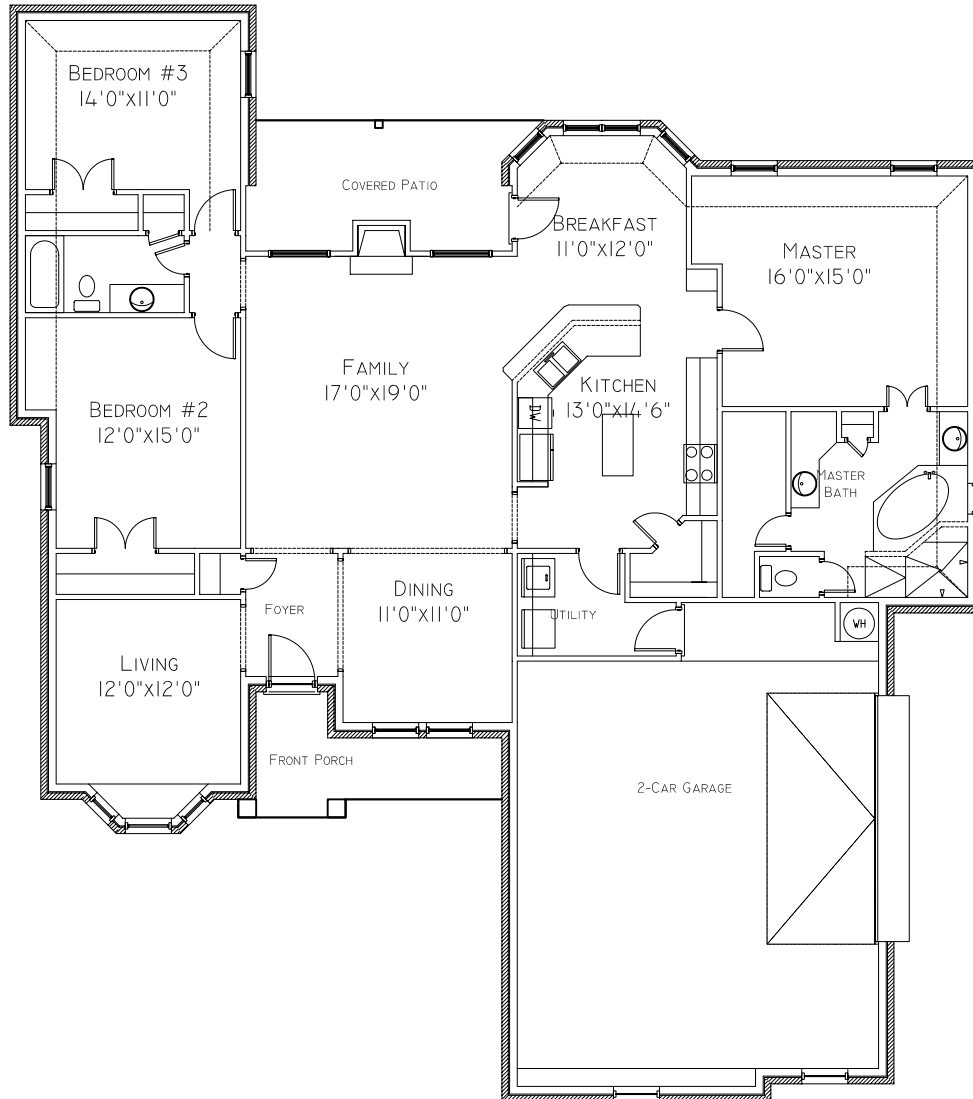 BEDROOM #3
14'0"x11'0"
COVERED PATIO
BREAKFAST
11'0"x12'0"
MASTER
16'0"x15'0"
FAMILY
17'0"x19'0"
KITCHEN
13'0"x14'6"
DW
BEDROOM #2
12'0"x15'0"
MASTER
BATH
DINING
11'0"x11'0"
FOYER
UTILITY
WH
LIVING
12'0"x12'0"
FRONT PORCH
2-CAR GARAGE